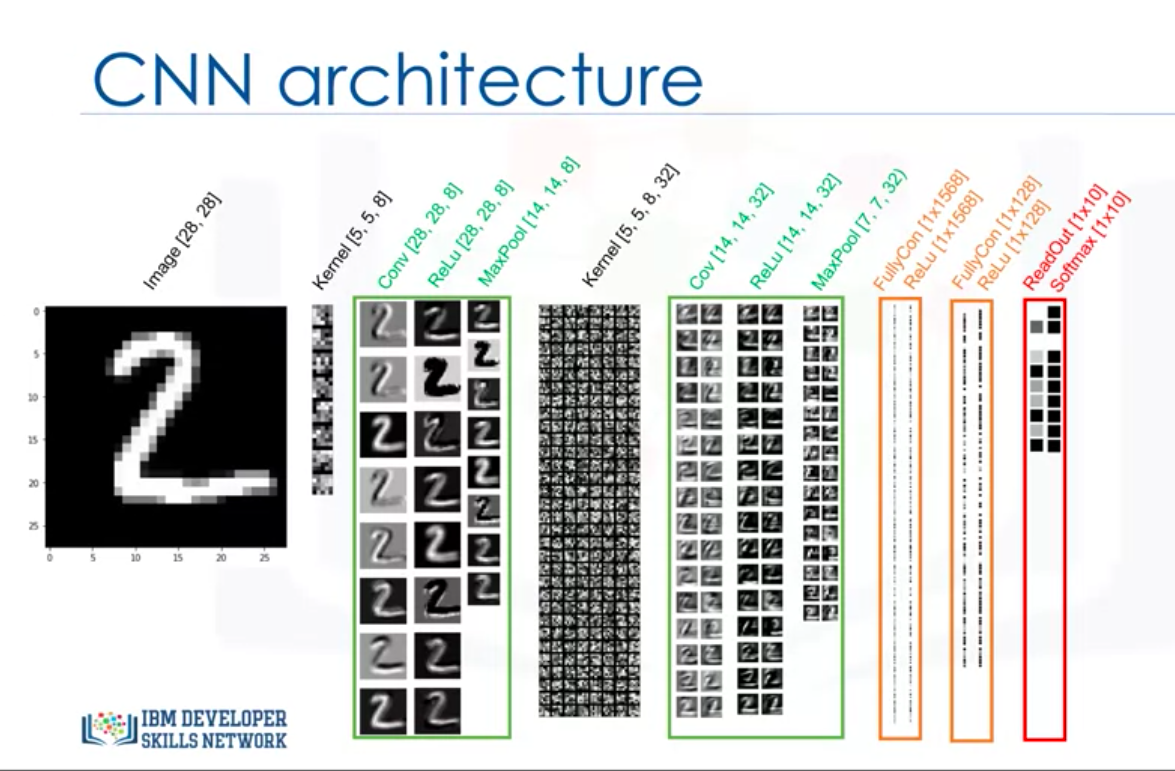 CNN architecture
Image [28, 28]
Kernel [5, 5, 8]
Conv [28, 28, 8]
ReLu [28, 28, 8]
MaxPool [14, 14, 8]
Kernel [5, 5, 8, 32]
Cov [14, 14, 32]
ReLu [14, 14, 32]
MaxPool [7, 7, 32)
FullyCon [1x1568]
ReLu [1x1568]
FullyCon [1x128]
ReLu [1x128]
ReadOut [1x10]
Softmax [1x10]
0
5
10
15
20
25
0 5 10 15 20 25
IBM DEVELOPER
SKILLS NETWORK